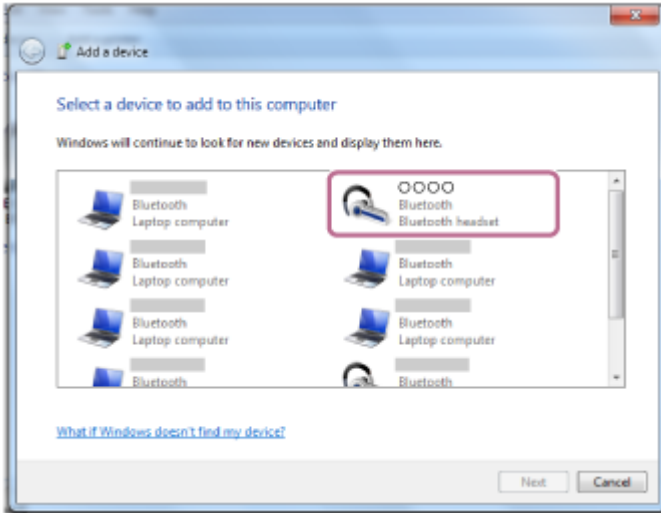 Add a device
Select a device to add to this computer
Windows will continue to look for new devices and display them here.
Bluetooth
Laptop computer
OOOO
Bluetooth
Bluetooth headset
Bluetooth
Laptop computer
Bluetooth
Laptop computer
Bluetooth
Laptop computer
Bluetooth
Laptop computer
Bluetooth
Bluetooth
What if Windows doesn't find my device?
Next
Cancel